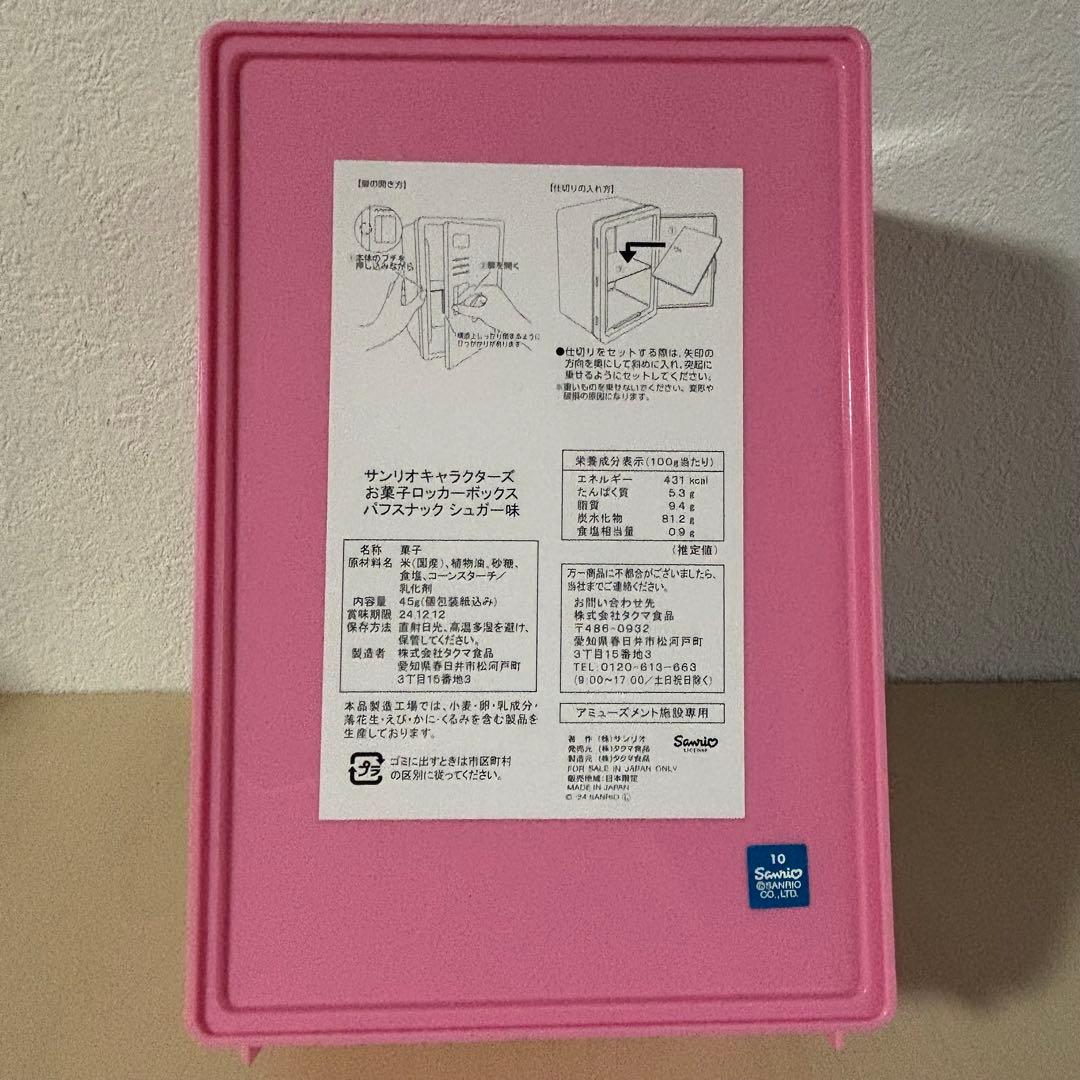 【扉の開き方】
①本体のフチを
押し込みながら
②扉を開く
構造上しっかり閉まるように
ひっかかりがあります
【仕切りの入れ方】
●仕切りをセットする際は、矢印の
方向を奥にして斜めに入れ、突起に
乗せるようにセットしてください。
※重いものを乗せないでください。変形や
破損の原因になります。
サンリオキャラクターズ
お菓子ロッカーボックス
パフスナック シュガー味
名称 菓子
原材料名 米(国産)、植物油、砂糖、
食塩、コーンスターチ/
乳化剤
内容量 45g(個包装紙込み)
賞味期限 24.12.12
保存方法 直射日光、高温多湿を避け、
保管してください。
製造者 株式会社タクマ食品
愛知県春日井市松河戸町
3丁目15番地3
本品製造工場では、小麦・卵・乳成分・
落花生・えび・かに・くるみを含む製品を
生産しております。
プラ
ゴミに出すときは市区町村
の区別に従ってください。
栄養成分表示(100g当たり)
エネルギー 431 kcal
たんぱく質 5.3 g
脂質 9.4 g
炭水化物 81.2 g
食塩相当量 0.9 g
(推定値)
万一商品に不都合がございましたら、
当社までご連絡ください。
お問い合わせ先
株式会社タクマ食品
〒486-0932
愛知県春日井市松河戸町
3丁目15番地3
TEL.0120-613-663
(9:00〜17:00/土日祝日除く)
アミューズメント施設専用
著作 (株)サンリオ
発売元 (株)タクマ食品
製造元 (株)タクマ食品
FOR SALE IN JAPAN ONLY
販売地域:日本限定
MADE IN JAPAN
© '24 SANRIO Ⓛ
Sanrio
LICENSE
10
Sanrio
©SANRIO
CO.,LTD.